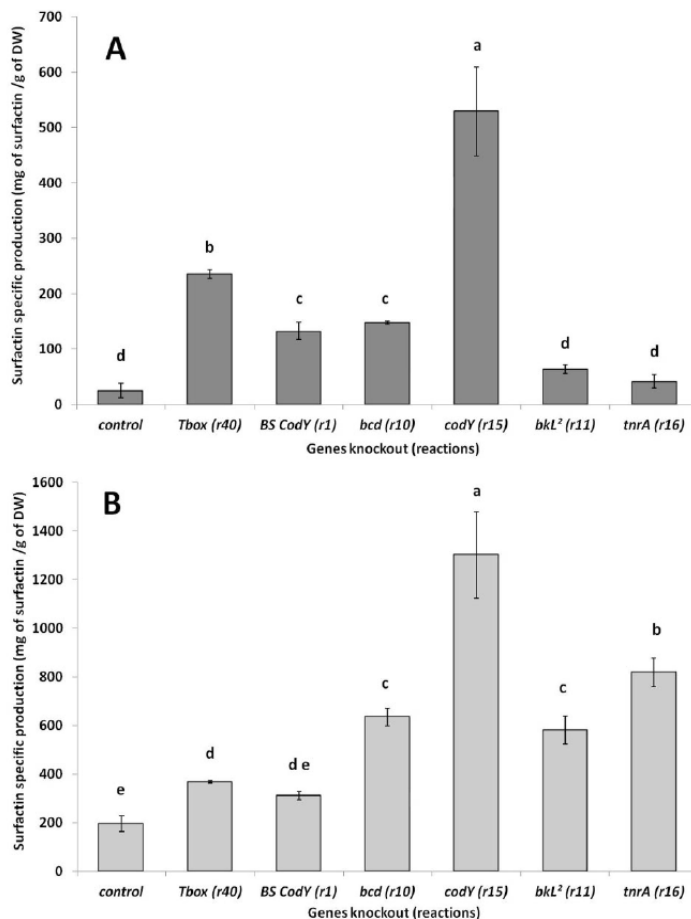 A
Surfactin specific production (mg of surfactin /g of DW)
700
600
500
400
300
200
100
0
d
b
c
c
a
d
d
control Tbox (r40) BS CodY (r1) bcd (r10) codY (r15) bkL² (r11) tnrA (r16)
Genes knockout (reactions)
B
Surfactin specific production (mg of surfactin /g of DW)
1600
1400
1200
1000
800
600
400
200
0
e
d
d e
c
a
c
b
control Tbox (r40) BS CodY (r1) bcd (r10) codY (r15) bkL² (r11) tnrA (r16)
Genes knockout (reactions)